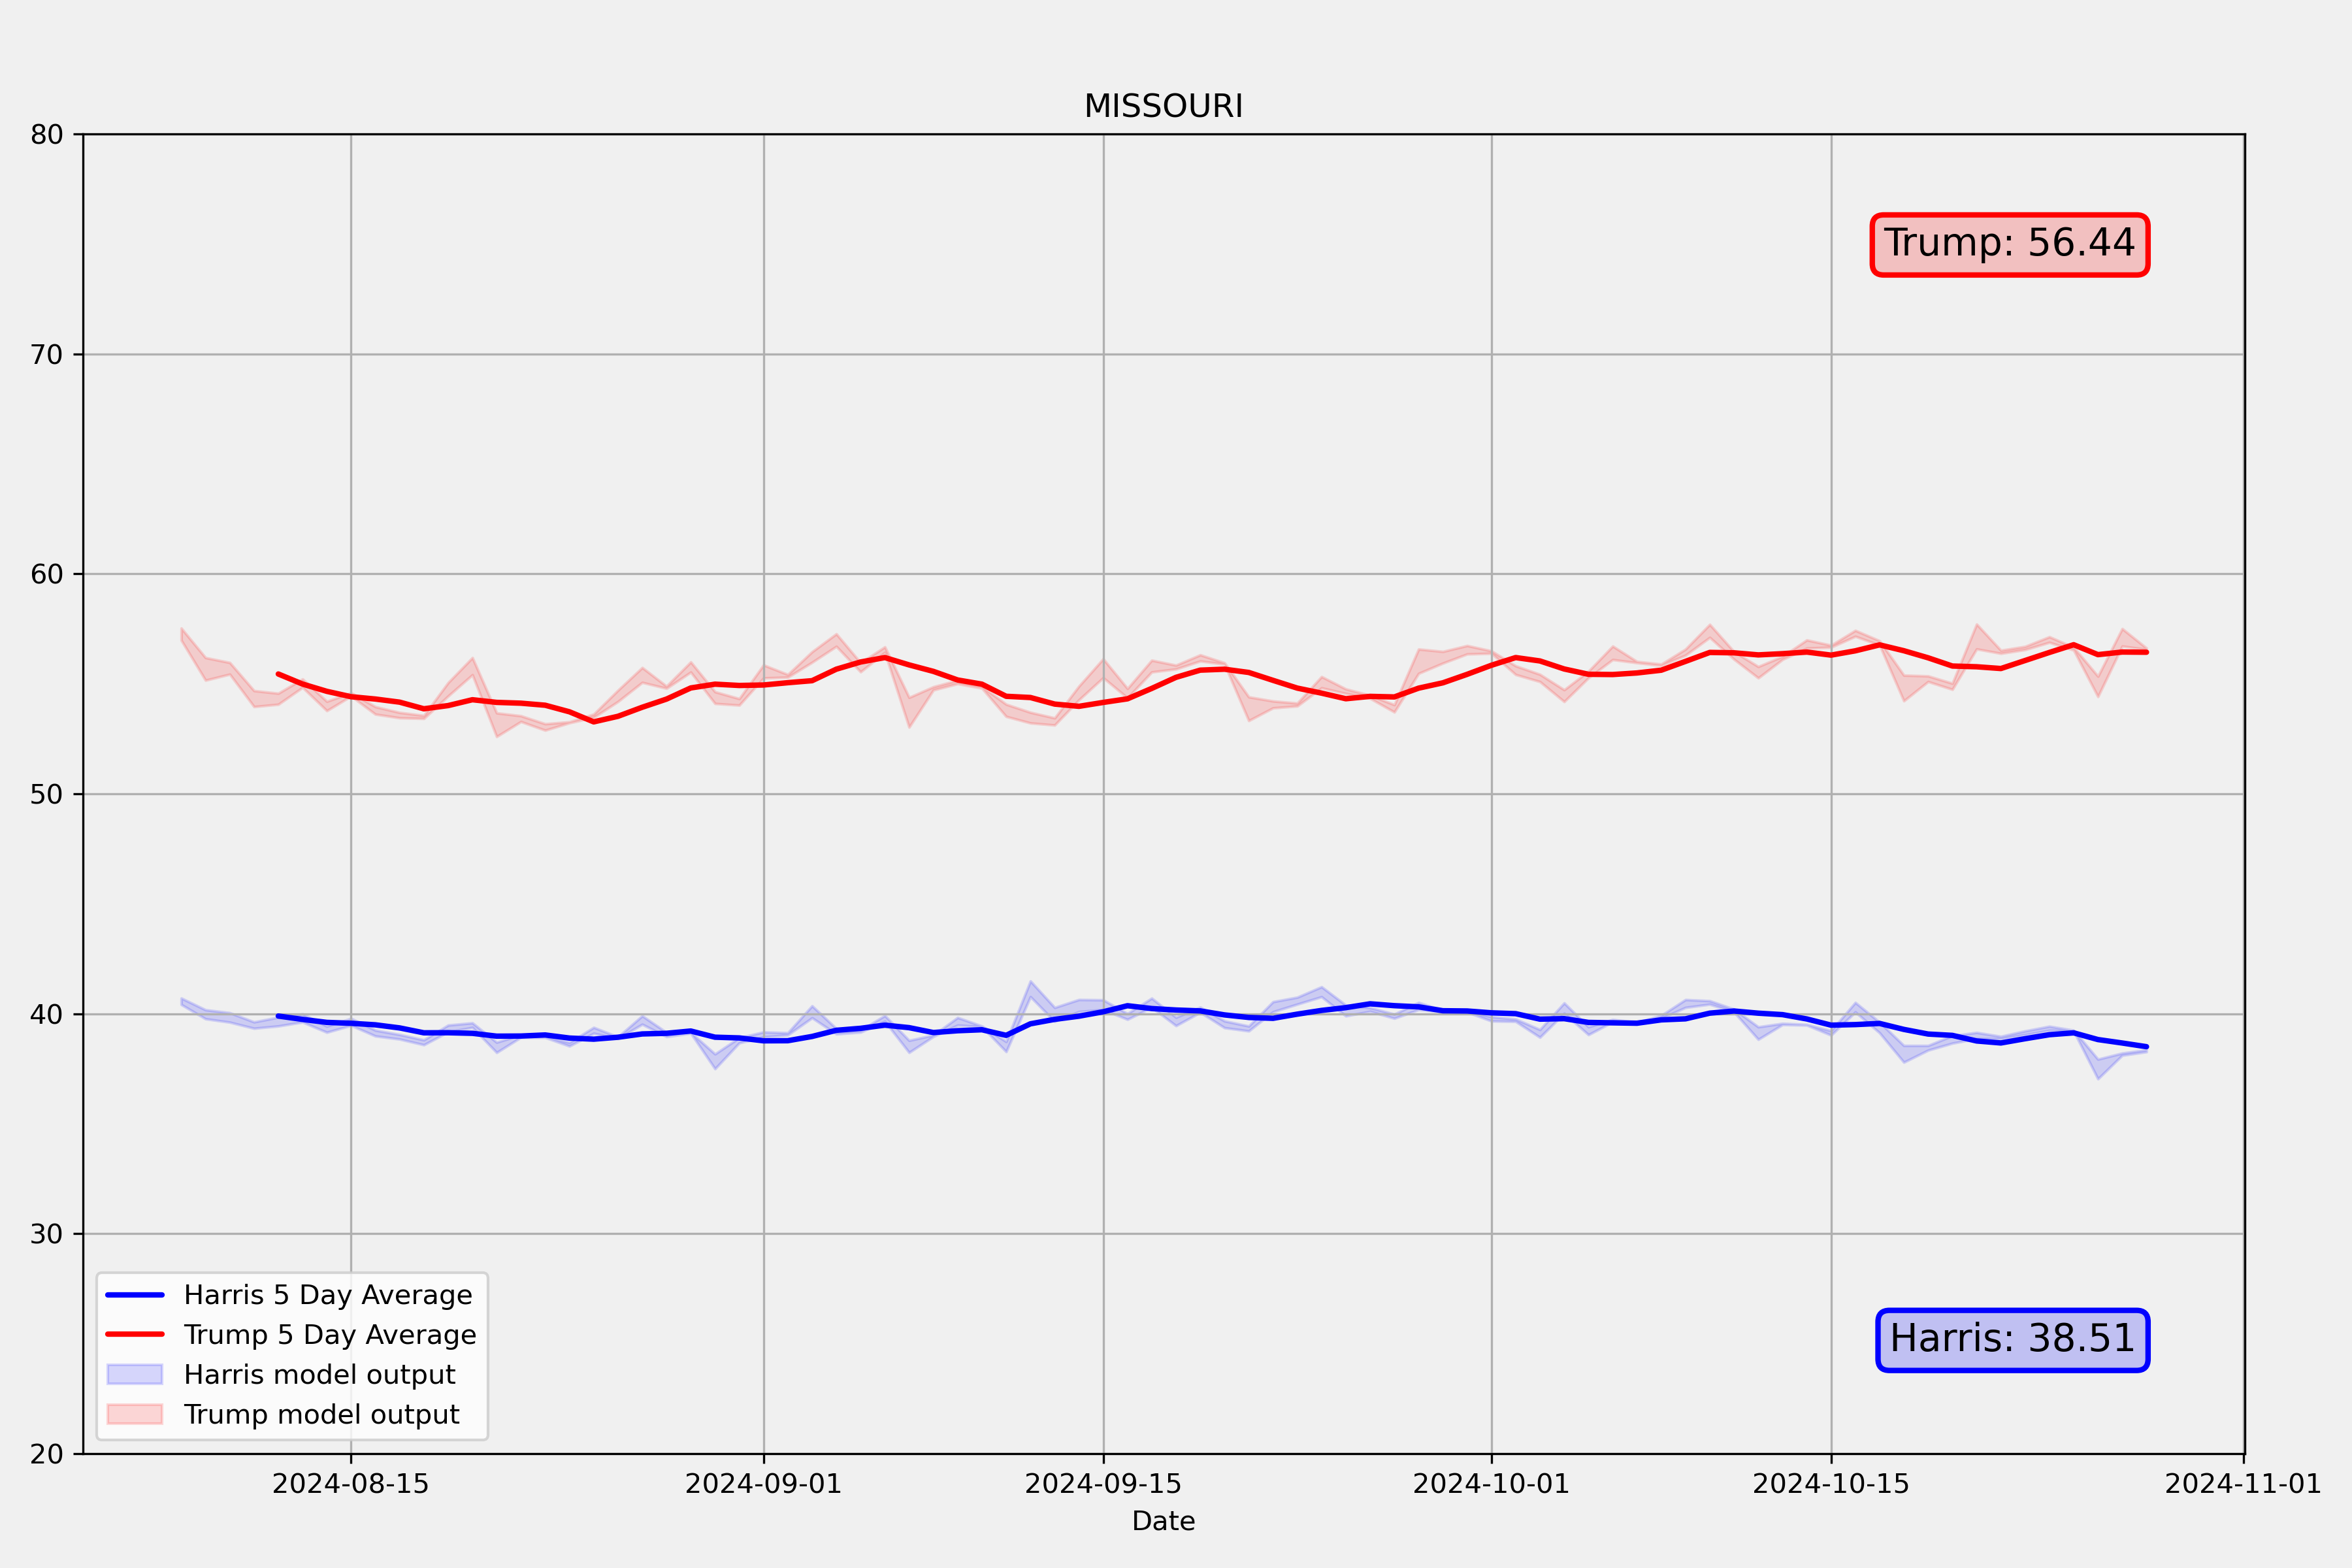 MISSOURI
80
70
60
50
40
30
20
Trump: 56.44
Harris: 38.51
Harris 5 Day Average
Trump 5 Day Average
Harris model output
Trump model output
2024-08-15
2024-09-01
2024-09-15
2024-10-01
2024-10-15
2024-11-01
Date